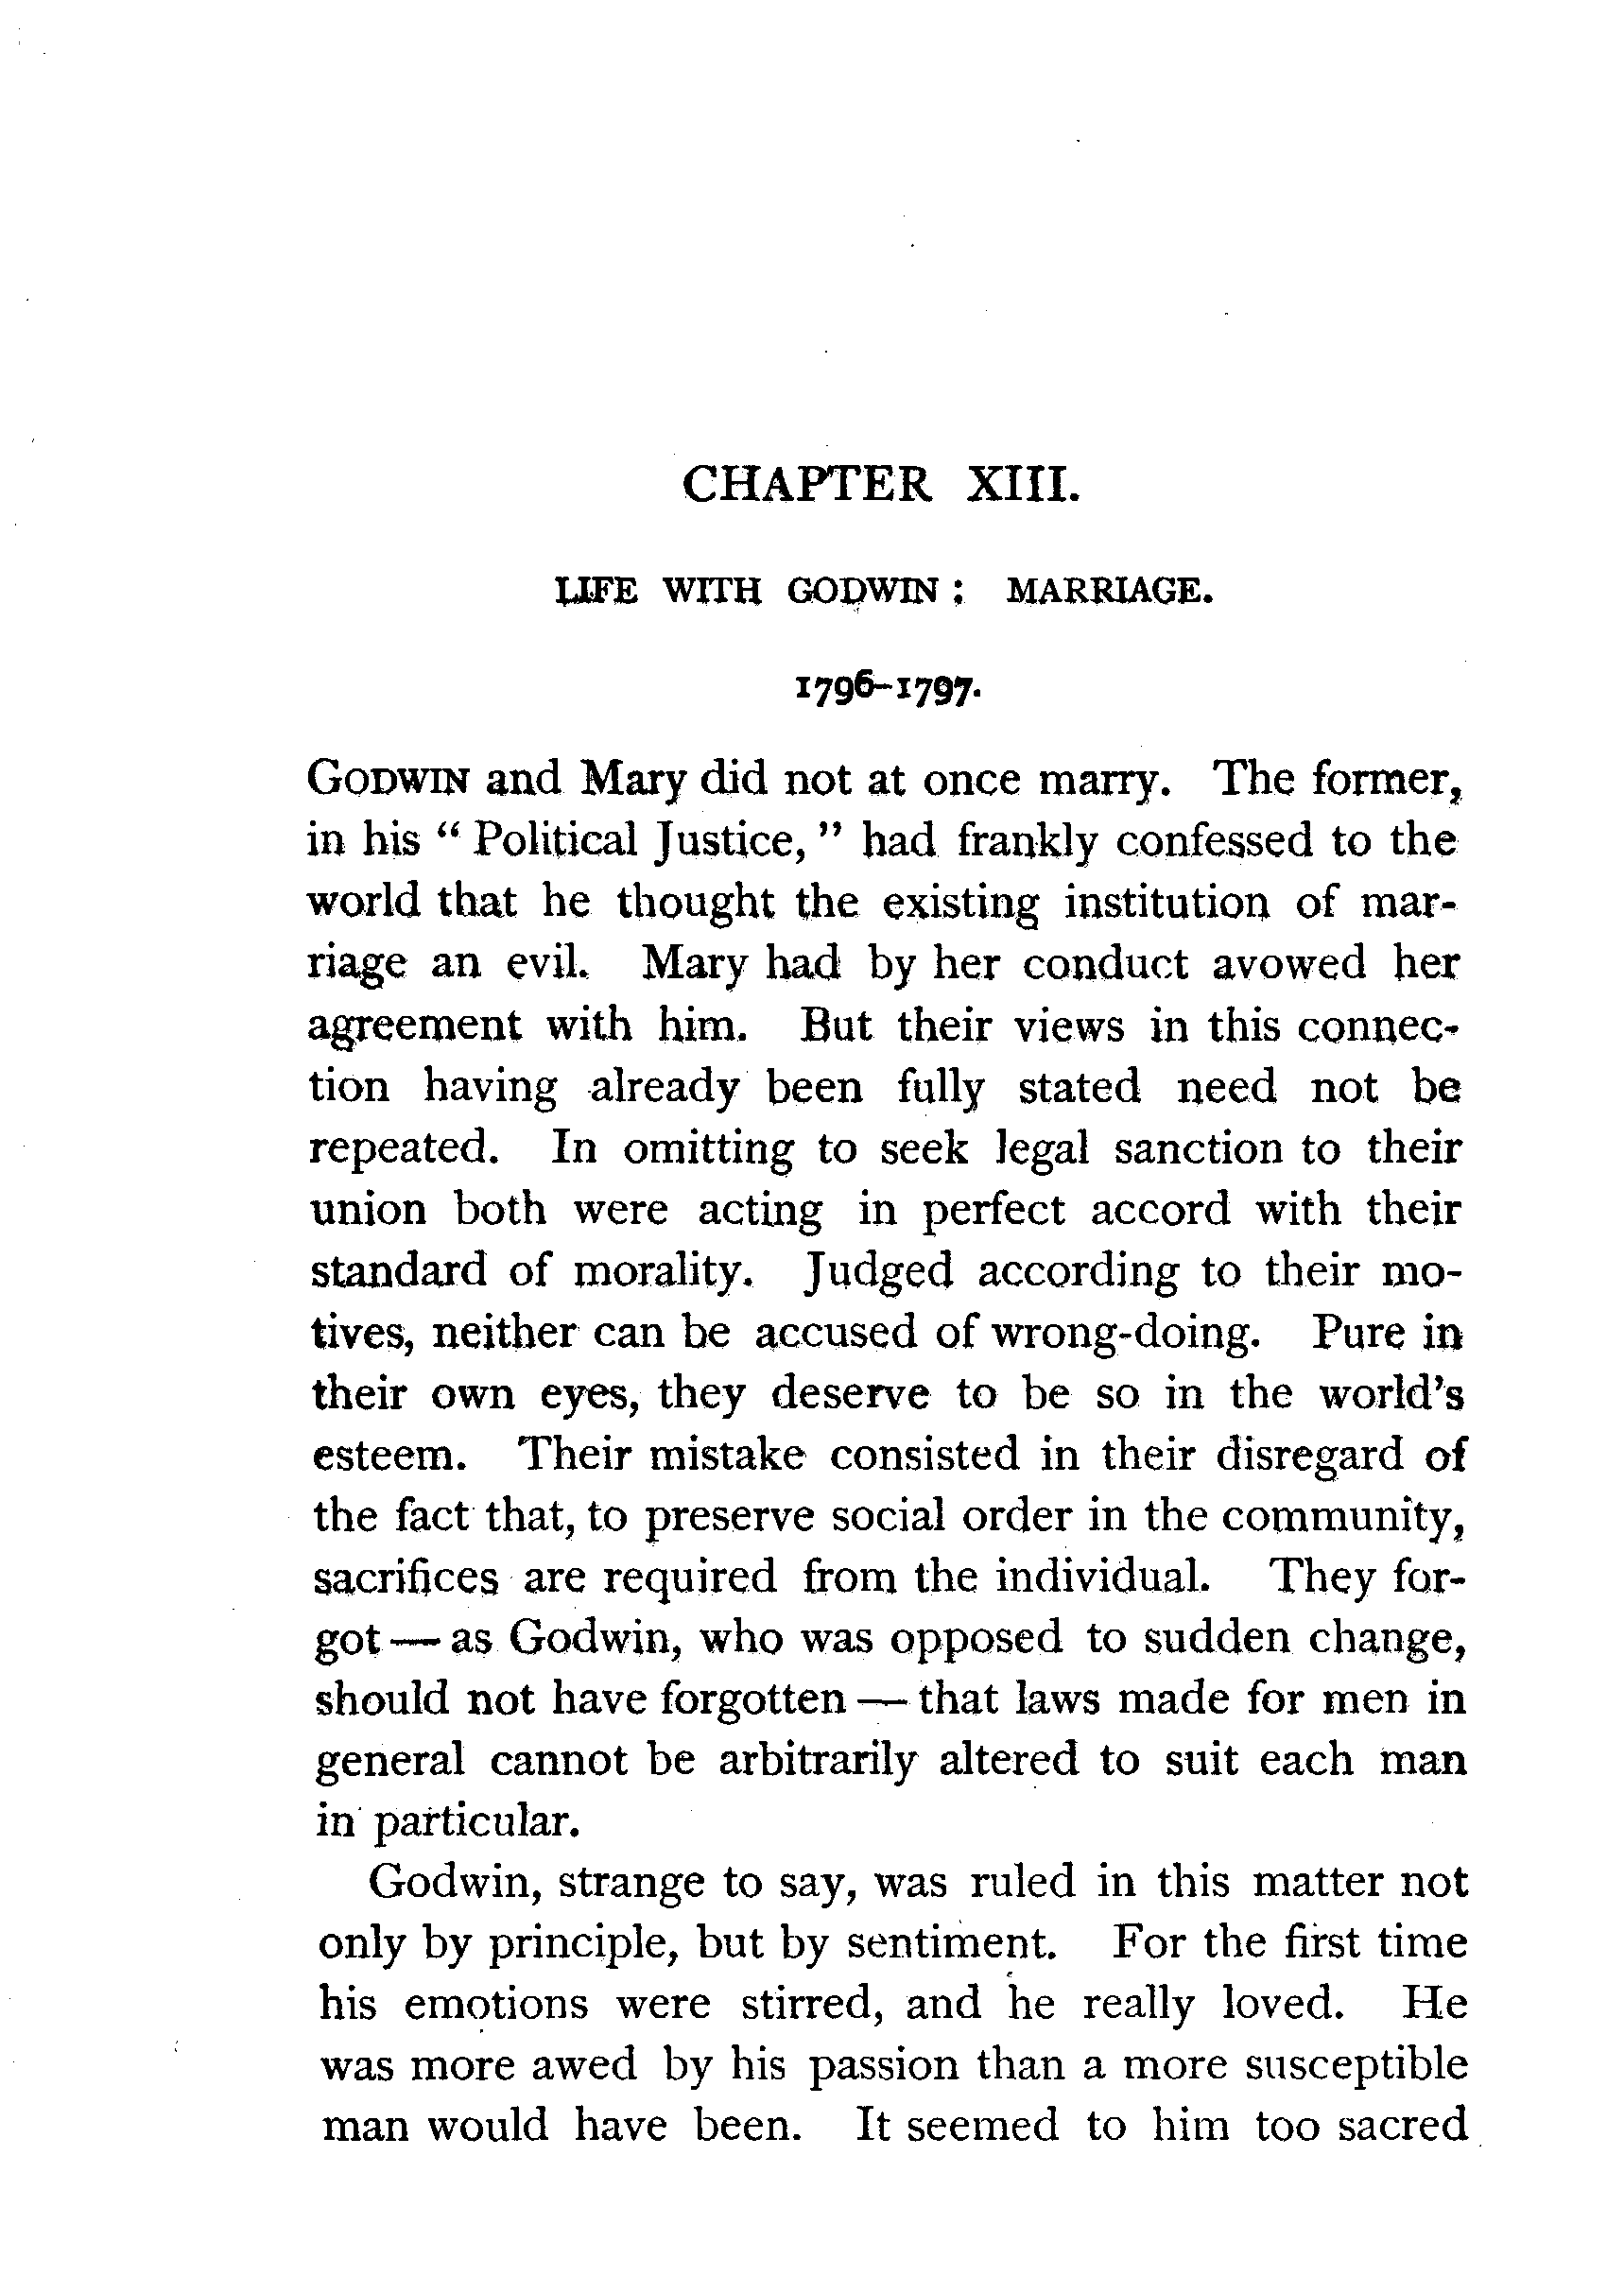 CHAPTER XIII.
LIFE WITH GODWIN: MARRIAGE.
1796–1797.
GODWIN and Mary did not at once marry. The former,
in his “Political Justice,” had frankly confessed to the
world that he thought the existing institution of mar-
riage an evil. Mary had by her conduct avowed her
agreement with him. But their views in this connec-
tion having already been fully stated need not be
repeated. In omitting to seek legal sanction to their
union both were acting in perfect accord with their
standard of morality. Judged according to their mo-
tives, neither can be accused of wrong-doing. Pure in
their own eyes, they deserve to be so in the world's
esteem. Their mistake consisted in their disregard of
the fact that, to preserve social order in the community,
sacrifices are required from the individual. They for-
got — as Godwin, who was opposed to sudden change,
should not have forgotten — that laws made for men in
general cannot be arbitrarily altered to suit each man
in particular.
Godwin, strange to say, was ruled in this matter not
only by principle, but by sentiment. For the first time
his emotions were stirred, and he really loved. He
was more awed by his passion than a more susceptible
man would have been. It seemed to him too sacred